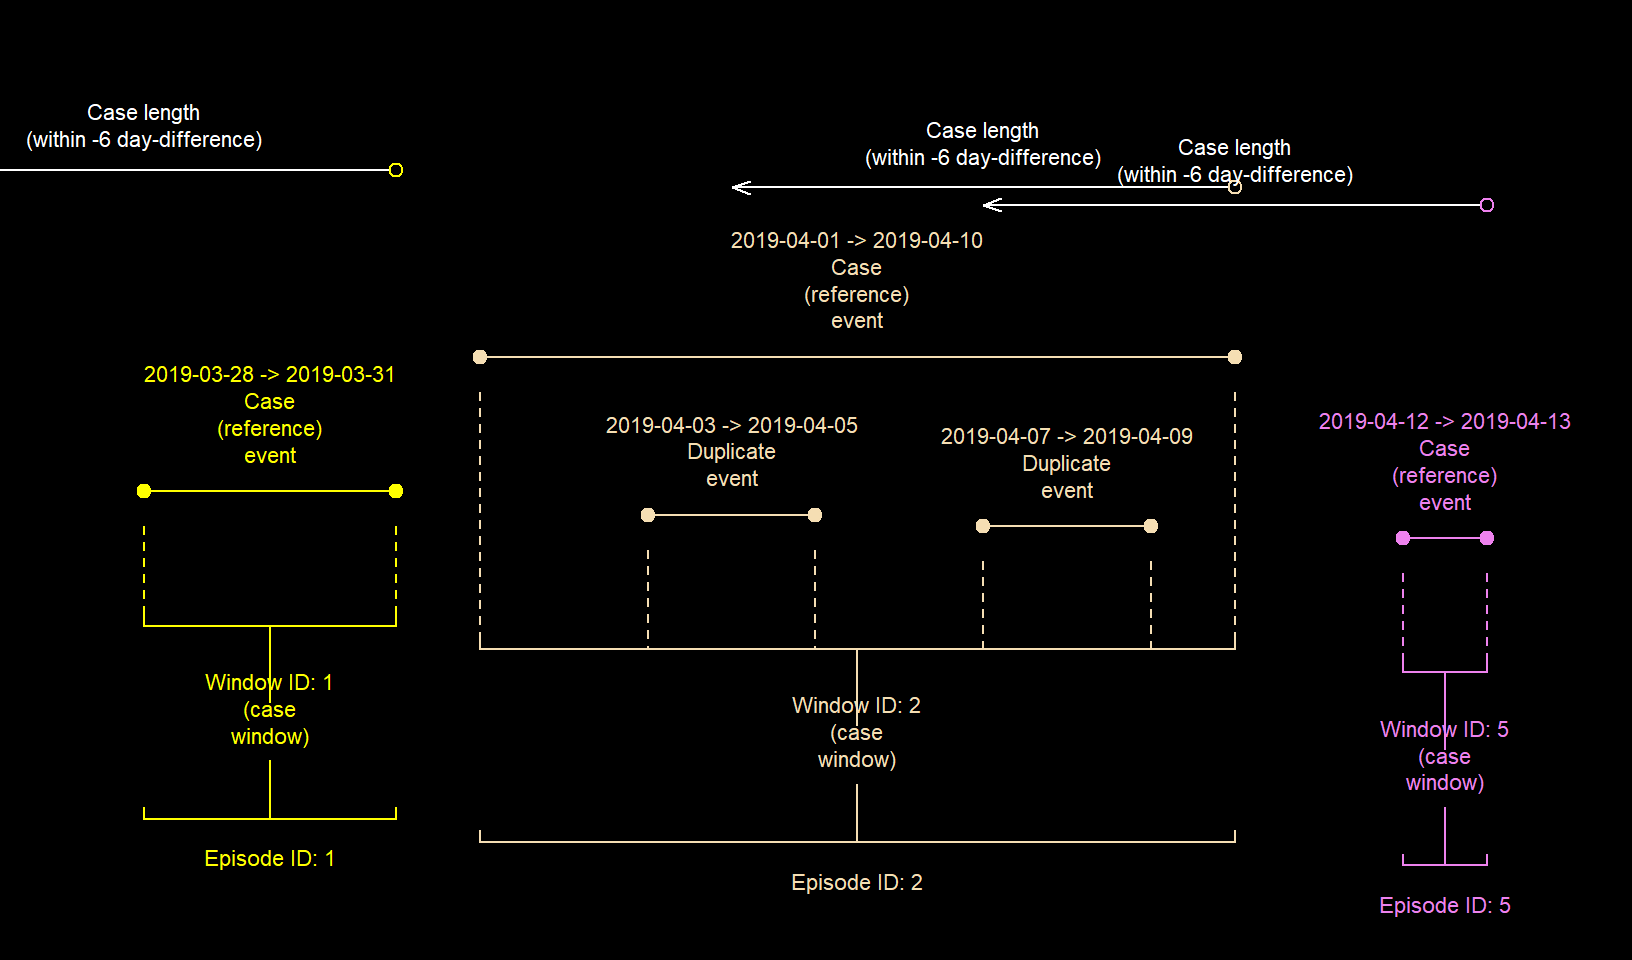 Case length
(within -6 day-difference)
Case length
(within -6 day-difference)
Case length
(within -6 day-difference)
2019-04-01 -> 2019-04-10
Case
(reference)
event
2019-03-28 -> 2019-03-31
Case
(reference)
event
2019-04-03 -> 2019-04-05
Duplicate
event
2019-04-07 -> 2019-04-09
Duplicate
event
2019-04-12 -> 2019-04-13
Case
(reference)
event
Window ID: 1
(case
window)
Window ID: 2
(case
window)
Window ID: 5
(case
window)
Episode ID: 1
Episode ID: 2
Episode ID: 5